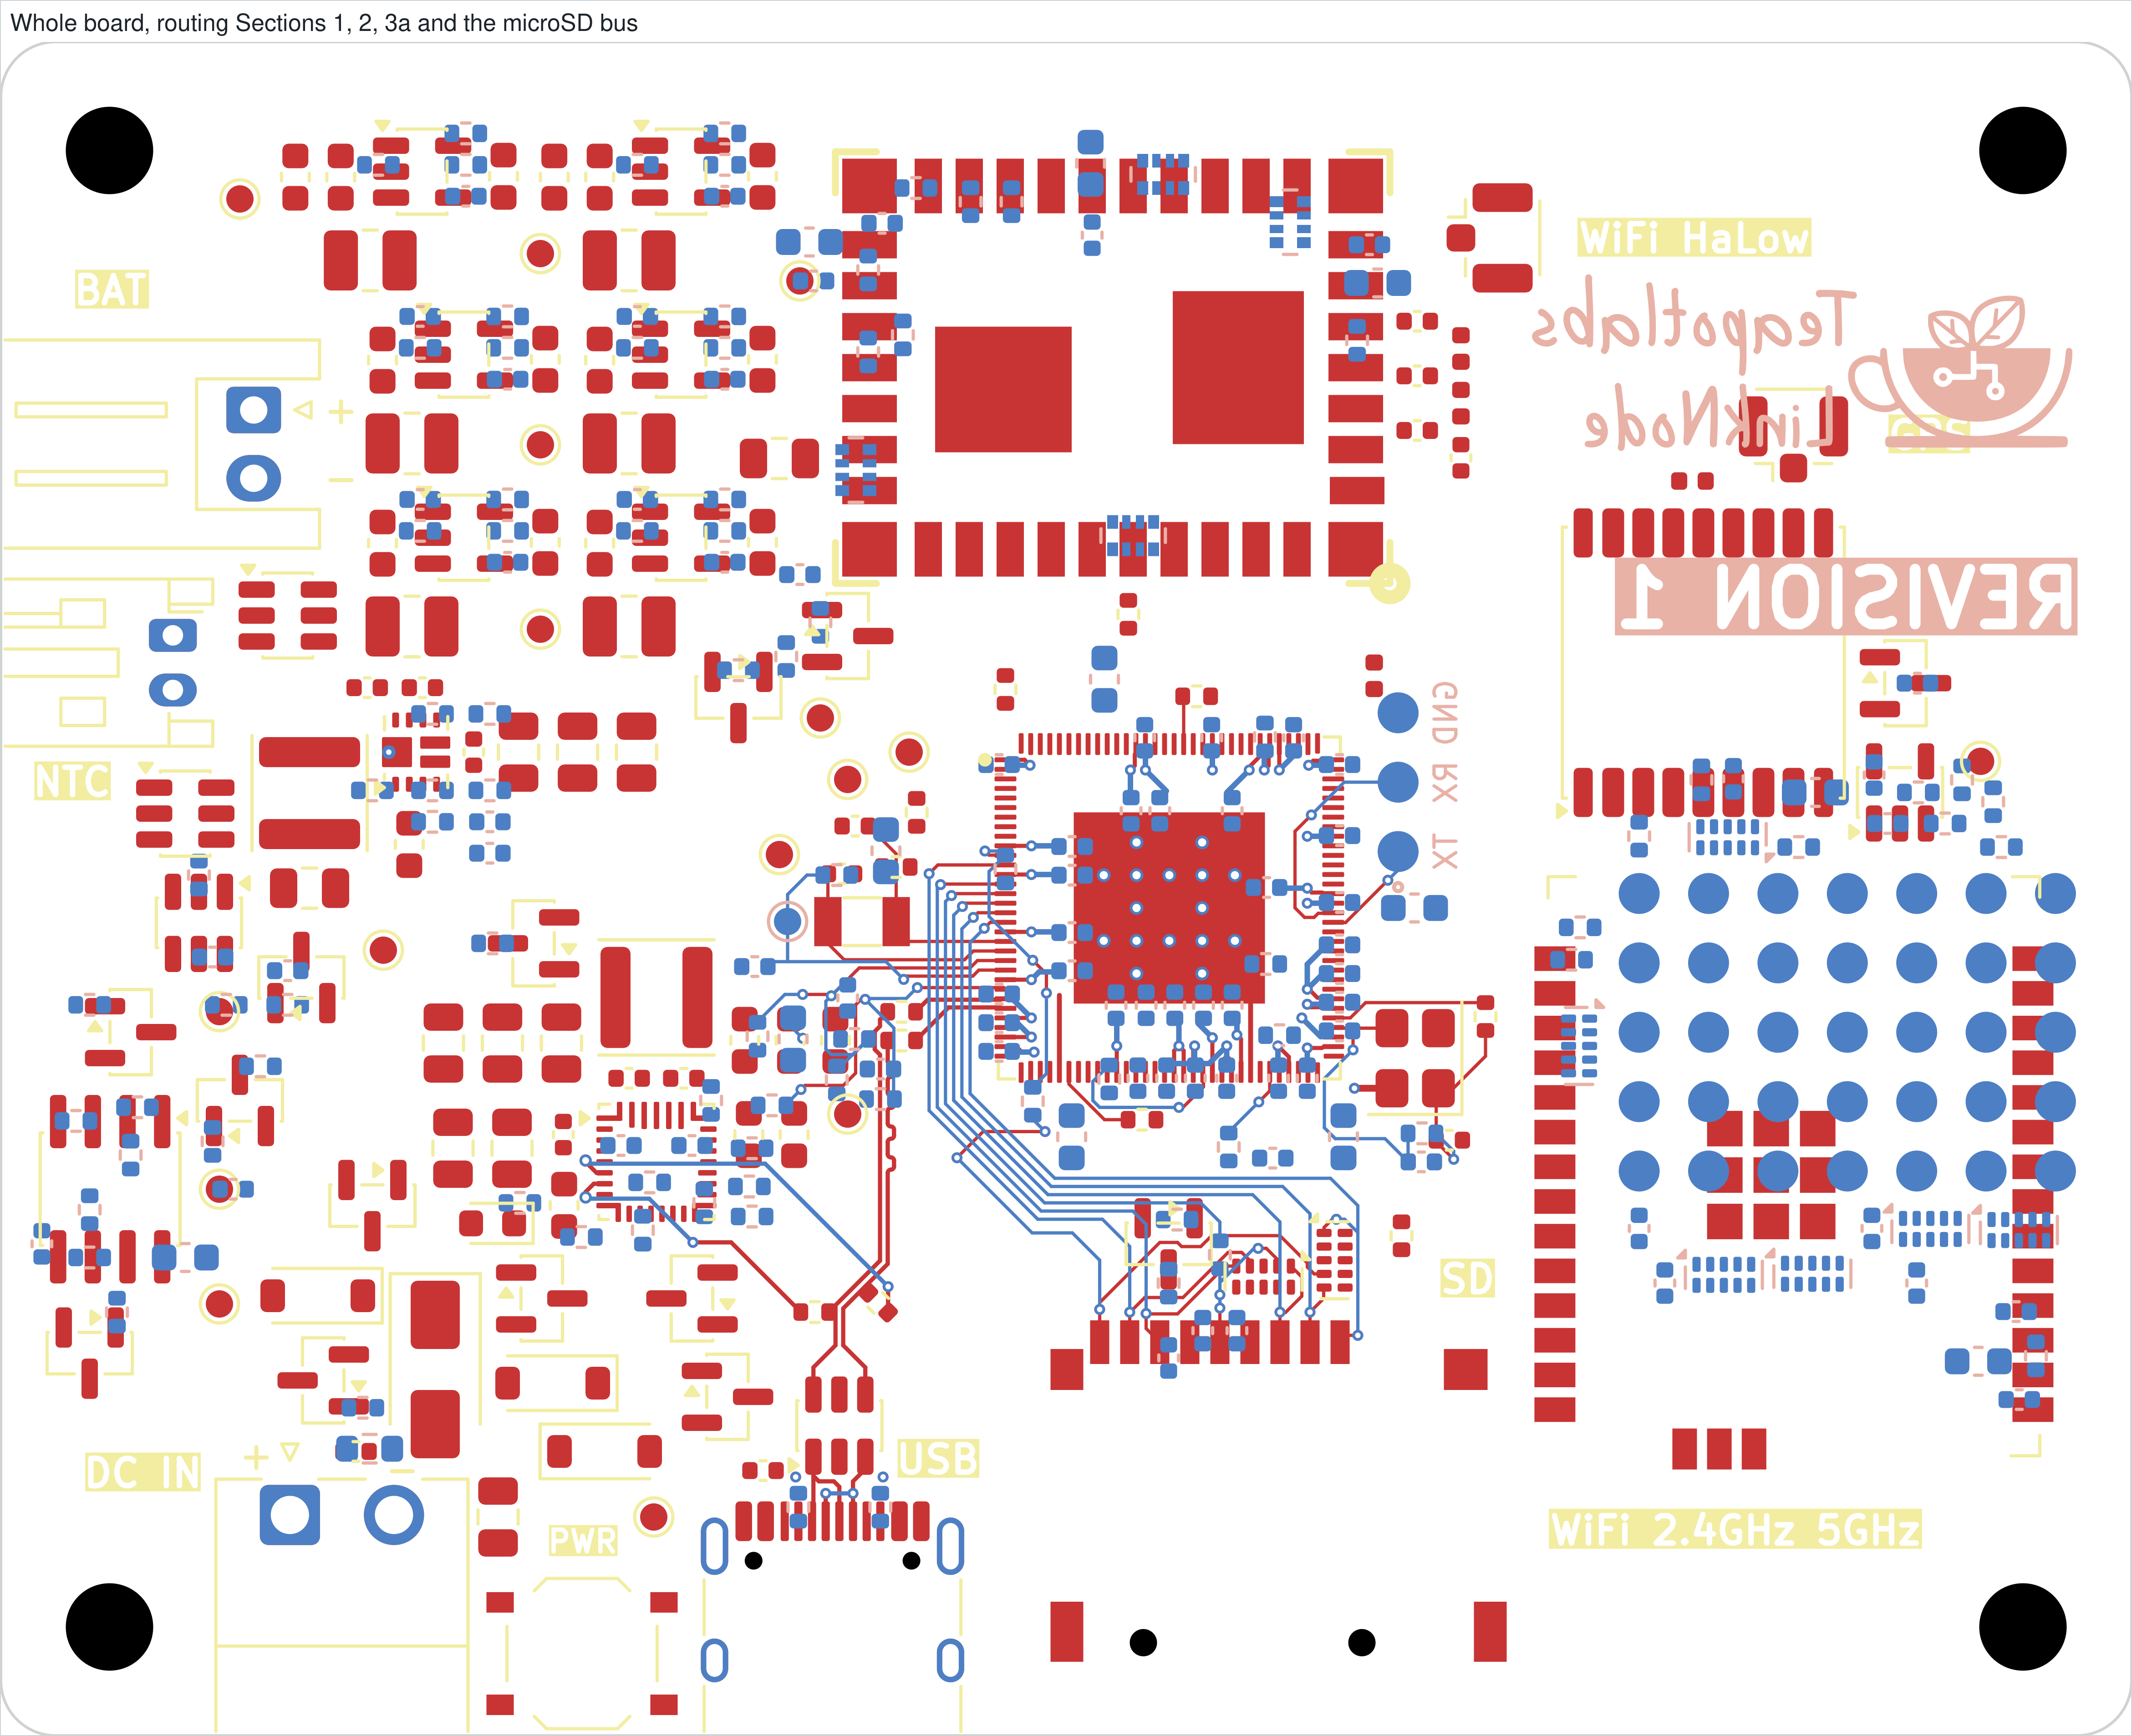 Whole board, routing Sections 1, 2, 3a and the microSD bus
WiFi HaLow
BAT
Teapotlabs
LinkNode
GPS
+
-
REVISION 1
GND
RX
TX
NTC
SD
USB
DC IN
+
-
PWR
WiFi 2.4GHz 5GHz